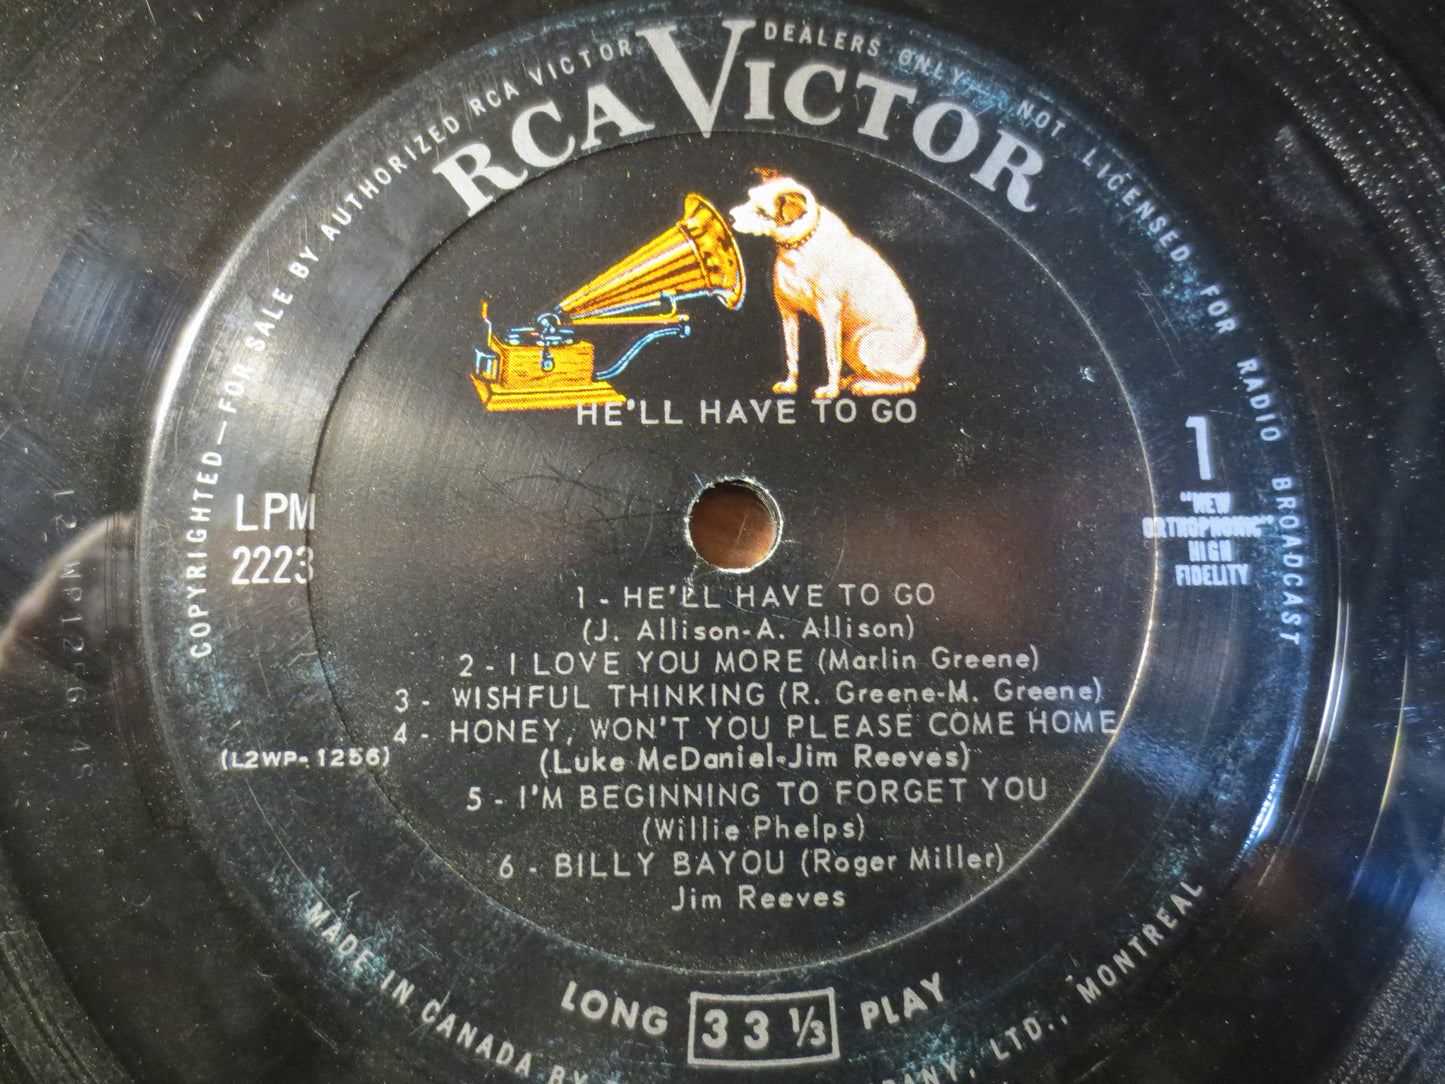 COPYRIGHTED—FOR SALE BY AUTHORIZED RCA VICTOR DEALERS ONLY NOT LICENSED FOR RADIO BROADCAST
RCA VICTOR
HE'LL HAVE TO GO
1
"NEW
ORTHOPHONIC"
HIGH
FIDELITY
LPM
2223
1 - HE'LL HAVE TO GO
(J. Allison-A. Allison)
2 - I LOVE YOU MORE (Marlin Greene)
3 - WISHFUL THINKING (R. Greene-M. Greene)
4 - HONEY, WON'T YOU PLEASE COME HOME
(L2WP-1256)
(Luke McDaniel-Jim Reeves)
5 - I'M BEGINNING TO FORGET YOU
(Willie Phelps)
6 - BILLY BAYOU (Roger Miller)
Jim Reeves
LONG 33 1/3 PLAY
MADE IN CANADA BY LTD., MONTREAL